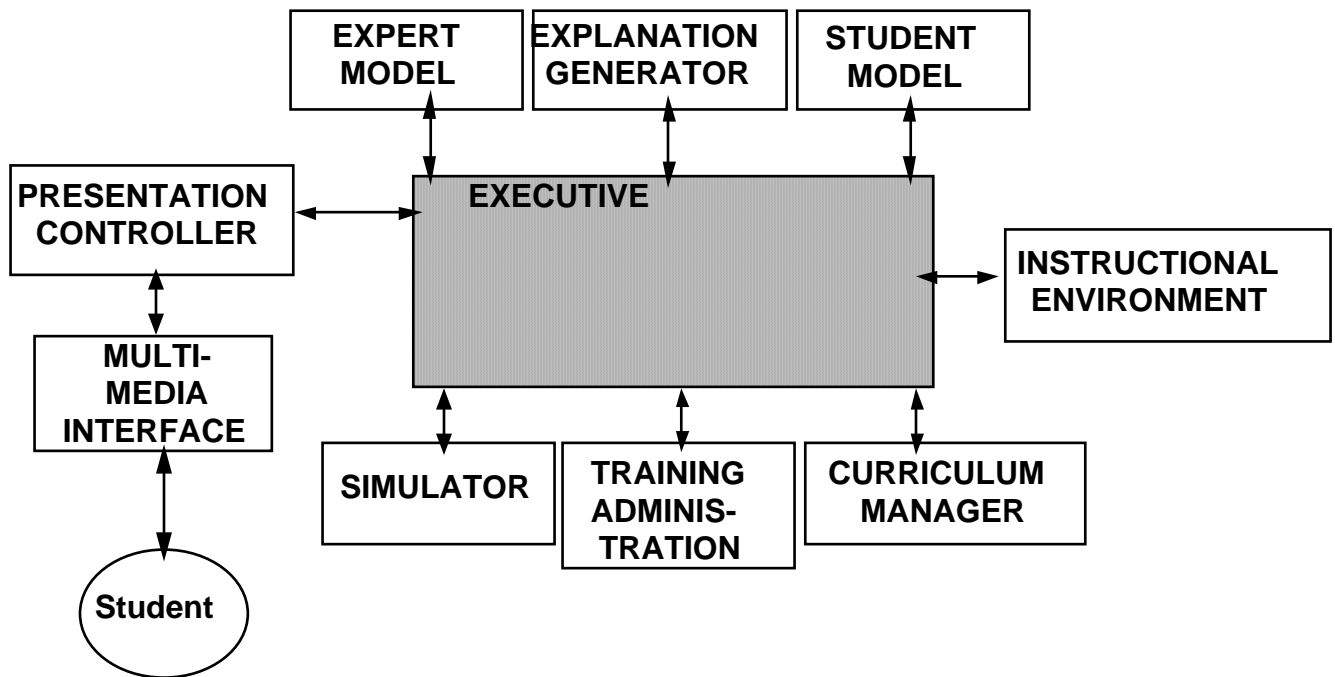 EXPERT
MODEL
EXPLANATION
GENERATOR
STUDENT
MODEL
PRESENTATION
CONTROLLER
EXECUTIVE
INSTRUCTIONAL
ENVIRONMENT
MULTI-
MEDIA
INTERFACE
SIMULATOR
TRAINING
ADMINIS-
TRATION
CURRICULUM
MANAGER
Student